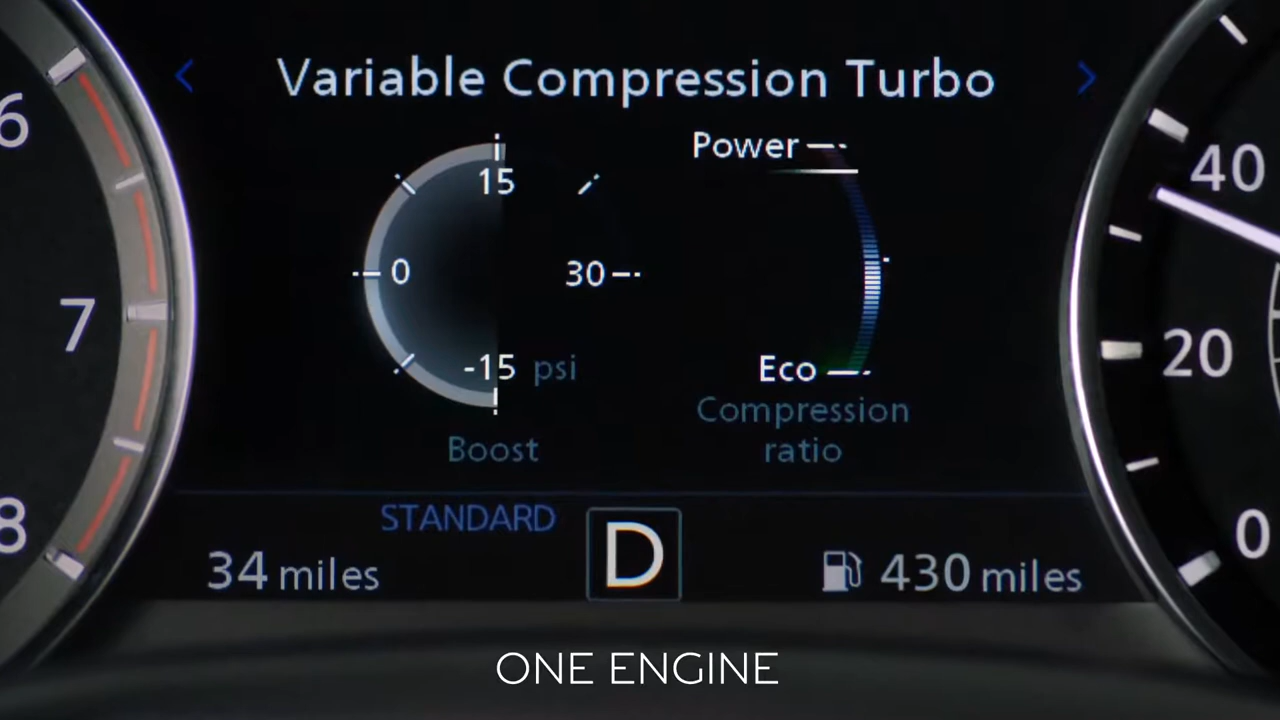 Variable Compression Turbo
6
7
8
15
0
30
-15 psi
Boost
Power
Eco
Compression
ratio
40
20
0
STANDARD
D
34 miles
430 miles
ONE ENGINE